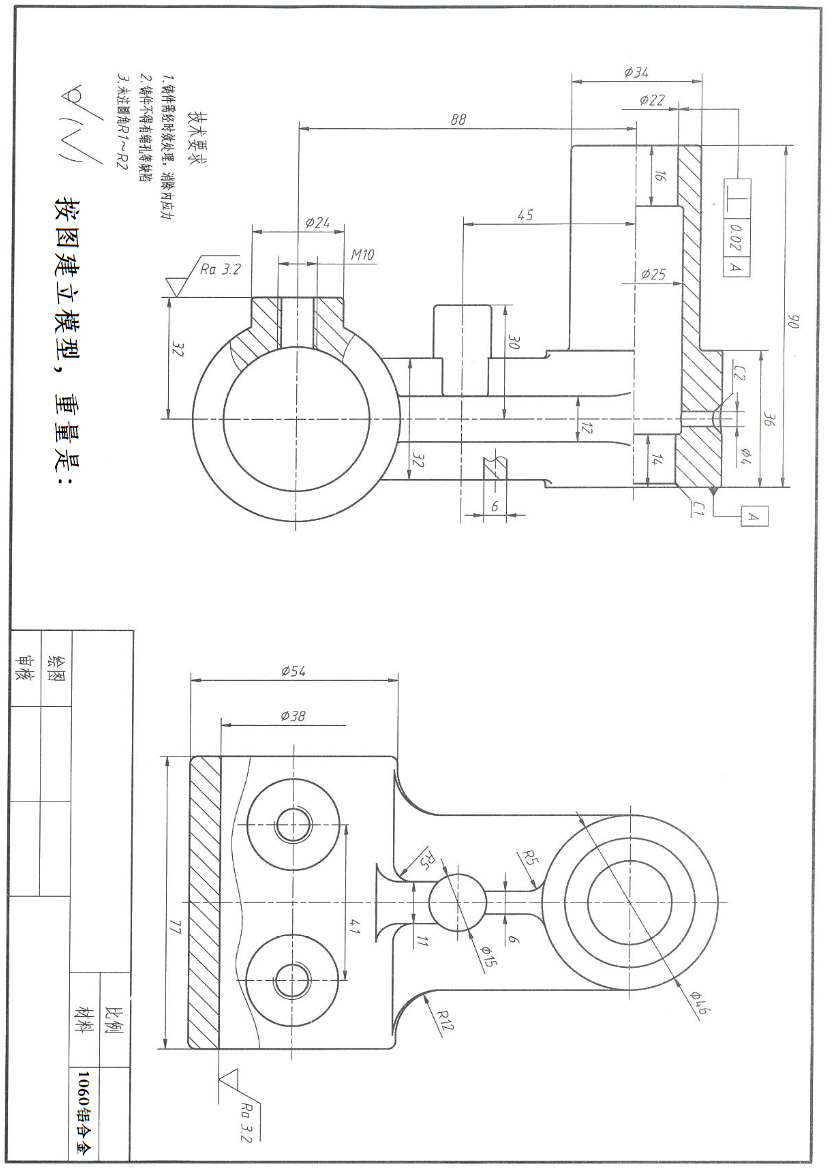 Φ34
Φ22
88
16
⊥ 0.02 A
45
Φ25
90
30
C2
36
12
14
Φ4
32
6
C1
A
技术要求
1.铸件需经时效处理，消除内应力
2.铸件不得有缩孔等缺陷
3.未注圆角R1～R2
(√)
Φ24
M10
Ra 3.2
32
按图建立模型，重量是：
Φ54
Φ38
R5
R5
41
11
6
77
Φ15
Φ46
R12
Ra 3.2
绘图
审核
比例
材料
1060铝合金